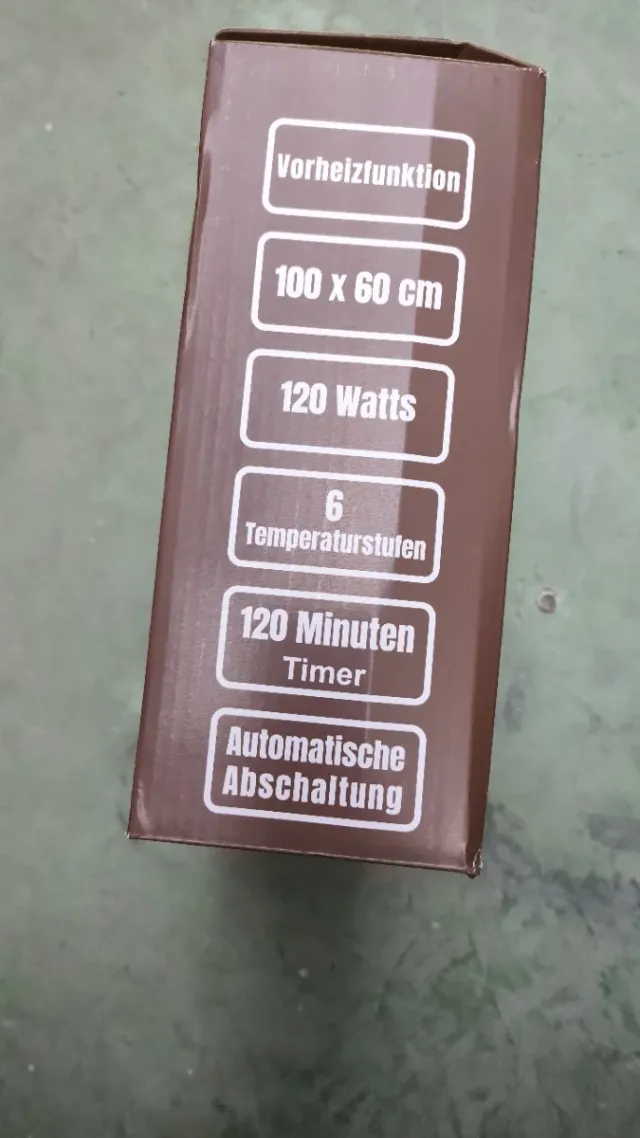 Vorheizfunktion
100 x 60 cm
120 Watts
6
Temperaturstufen
120 Minuten
Timer
Automatische
Abschaltung